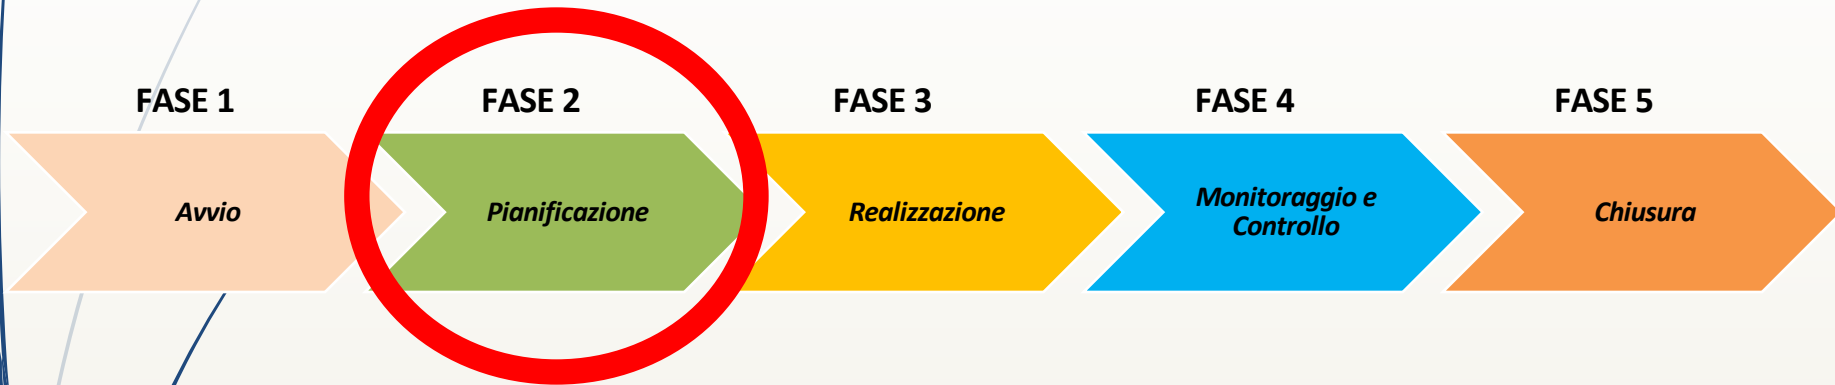 FASE 1
FASE 2
FASE 3
FASE 4
FASE 5
Avvio
Pianificazione
Realizzazione
Monitoraggio e
Controllo
Chiusura